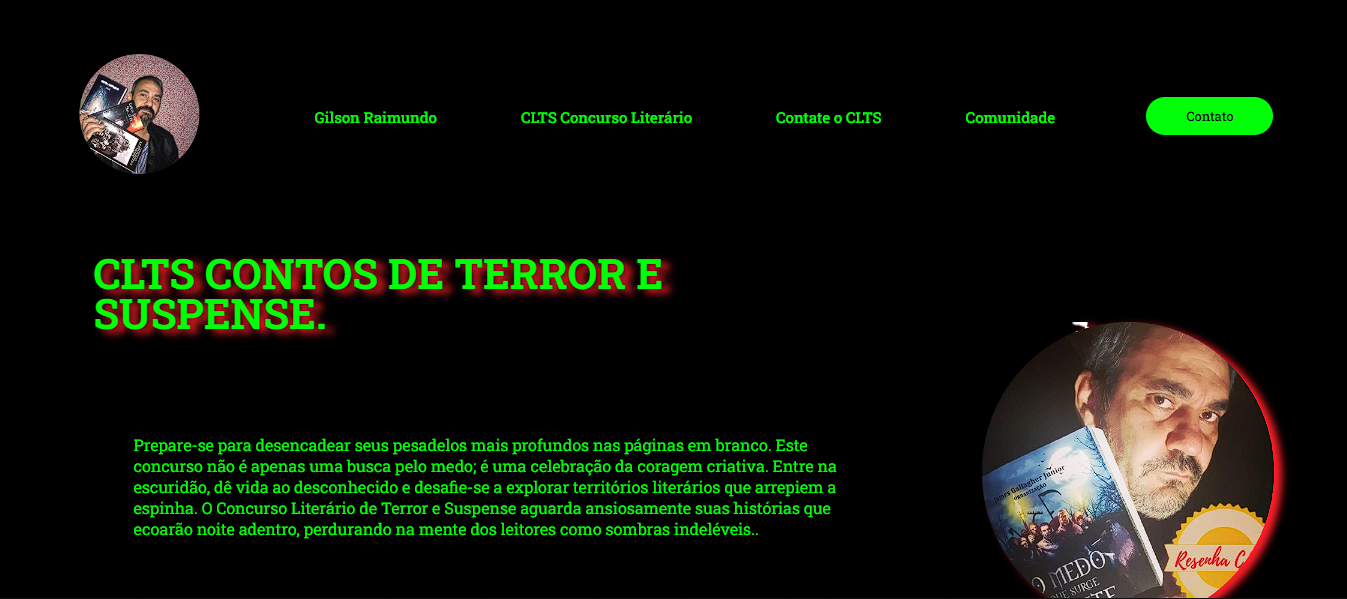 Gilson Raimundo
CLTS Concurso Literário
Contate o CLTS
Comunidade
Contato
CLTS CONTOS DE TERROR E
SUSPENSE.
Prepare-se para desencadear seus pesadelos mais profundos nas páginas em branco. Este
concurso não é apenas uma busca pelo medo; é uma celebração da coragem criativa. Entre na
escuridão, dê vida ao desconhecido e desafie-se a explorar territórios literários que arrepiem a
espinha. O Concurso Literário de Terror e Suspense aguarda ansiosamente suas histórias que
ecoarão noite adentro, perdurando na mente dos leitores como sombras indeléveis..
James Gallagher Júnior
ORGANIZAÇÃO
O MEDO
QUE SURGE
Resenha C